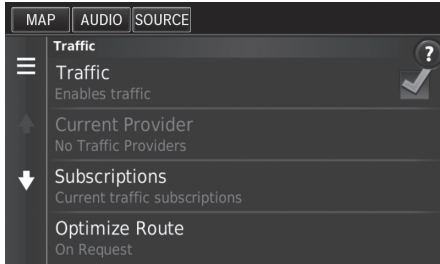 MAP AUDIO SOURCE
Traffic
?
Traffic
Enables traffic
Current Provider
No Traffic Providers
Subscriptions
Current traffic subscriptions
Optimize Route
On Request